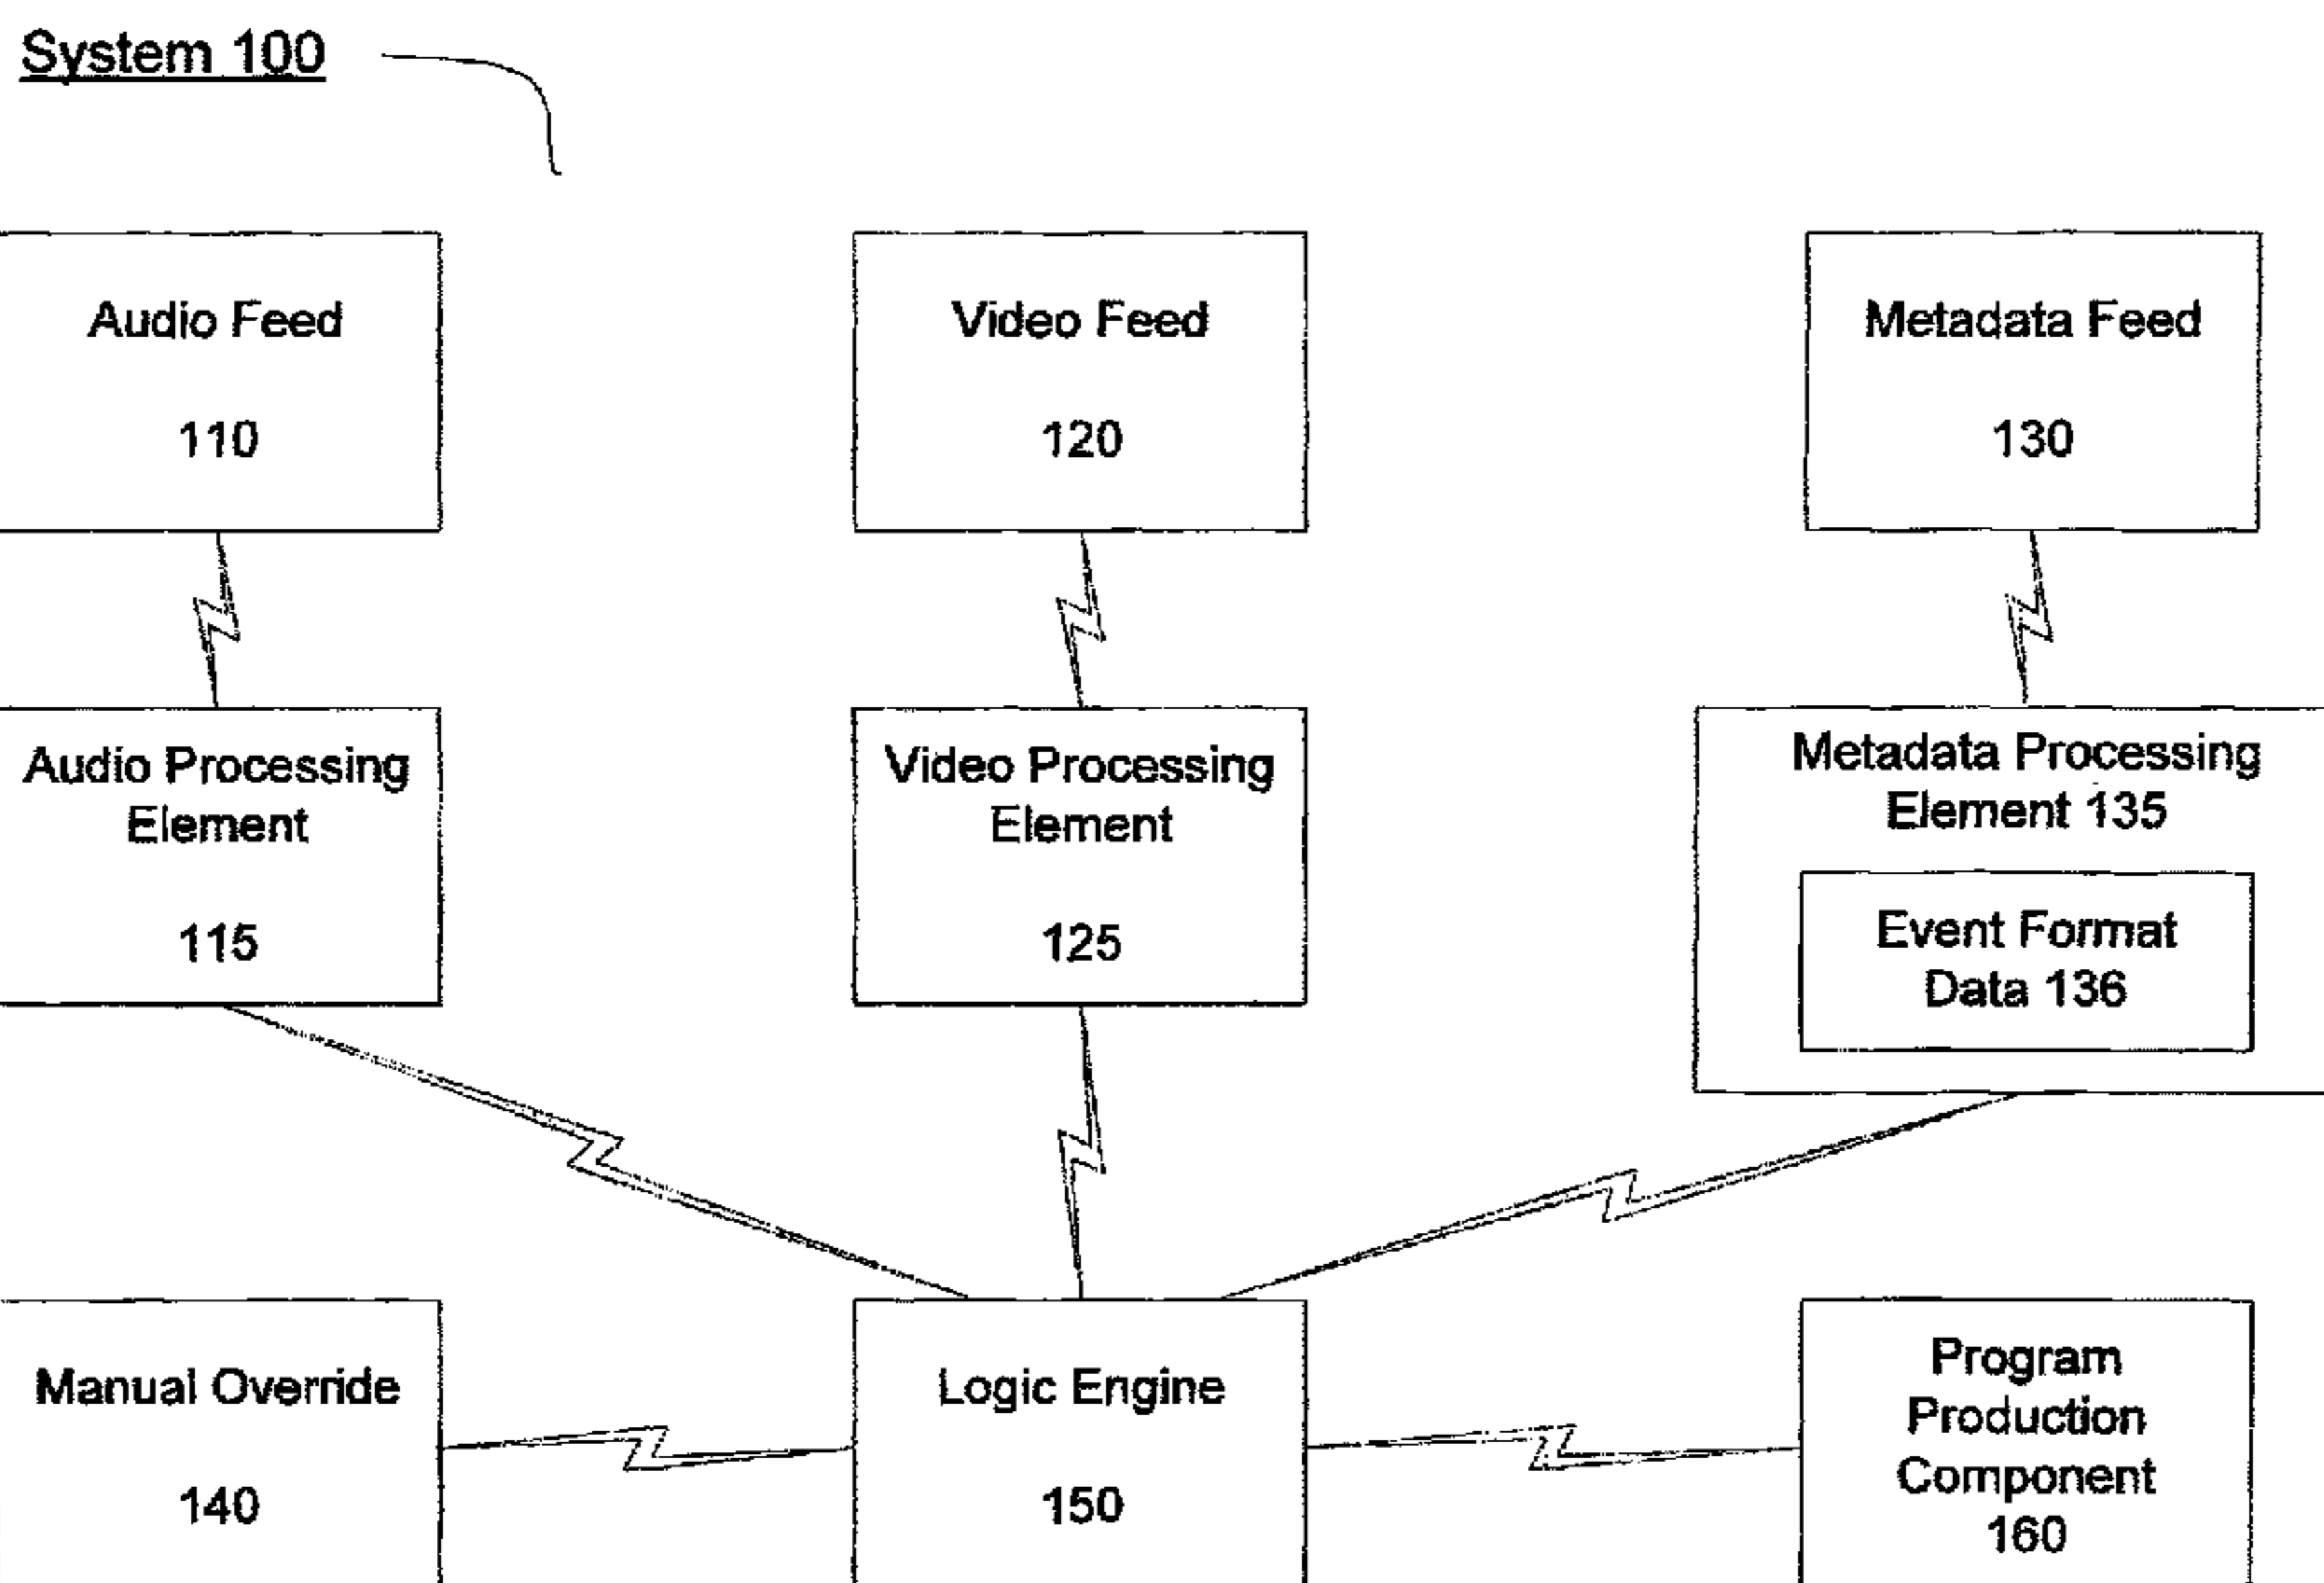 System 100
Audio Feed
110
Video Feed
120
Metadata Feed
130
Audio Processing
Element
115
Video Processing
Element
125
Metadata Processing
Element 135
Event Format
Data 136
Manual Override
140
Logic Engine
150
Program
Production
Component
160